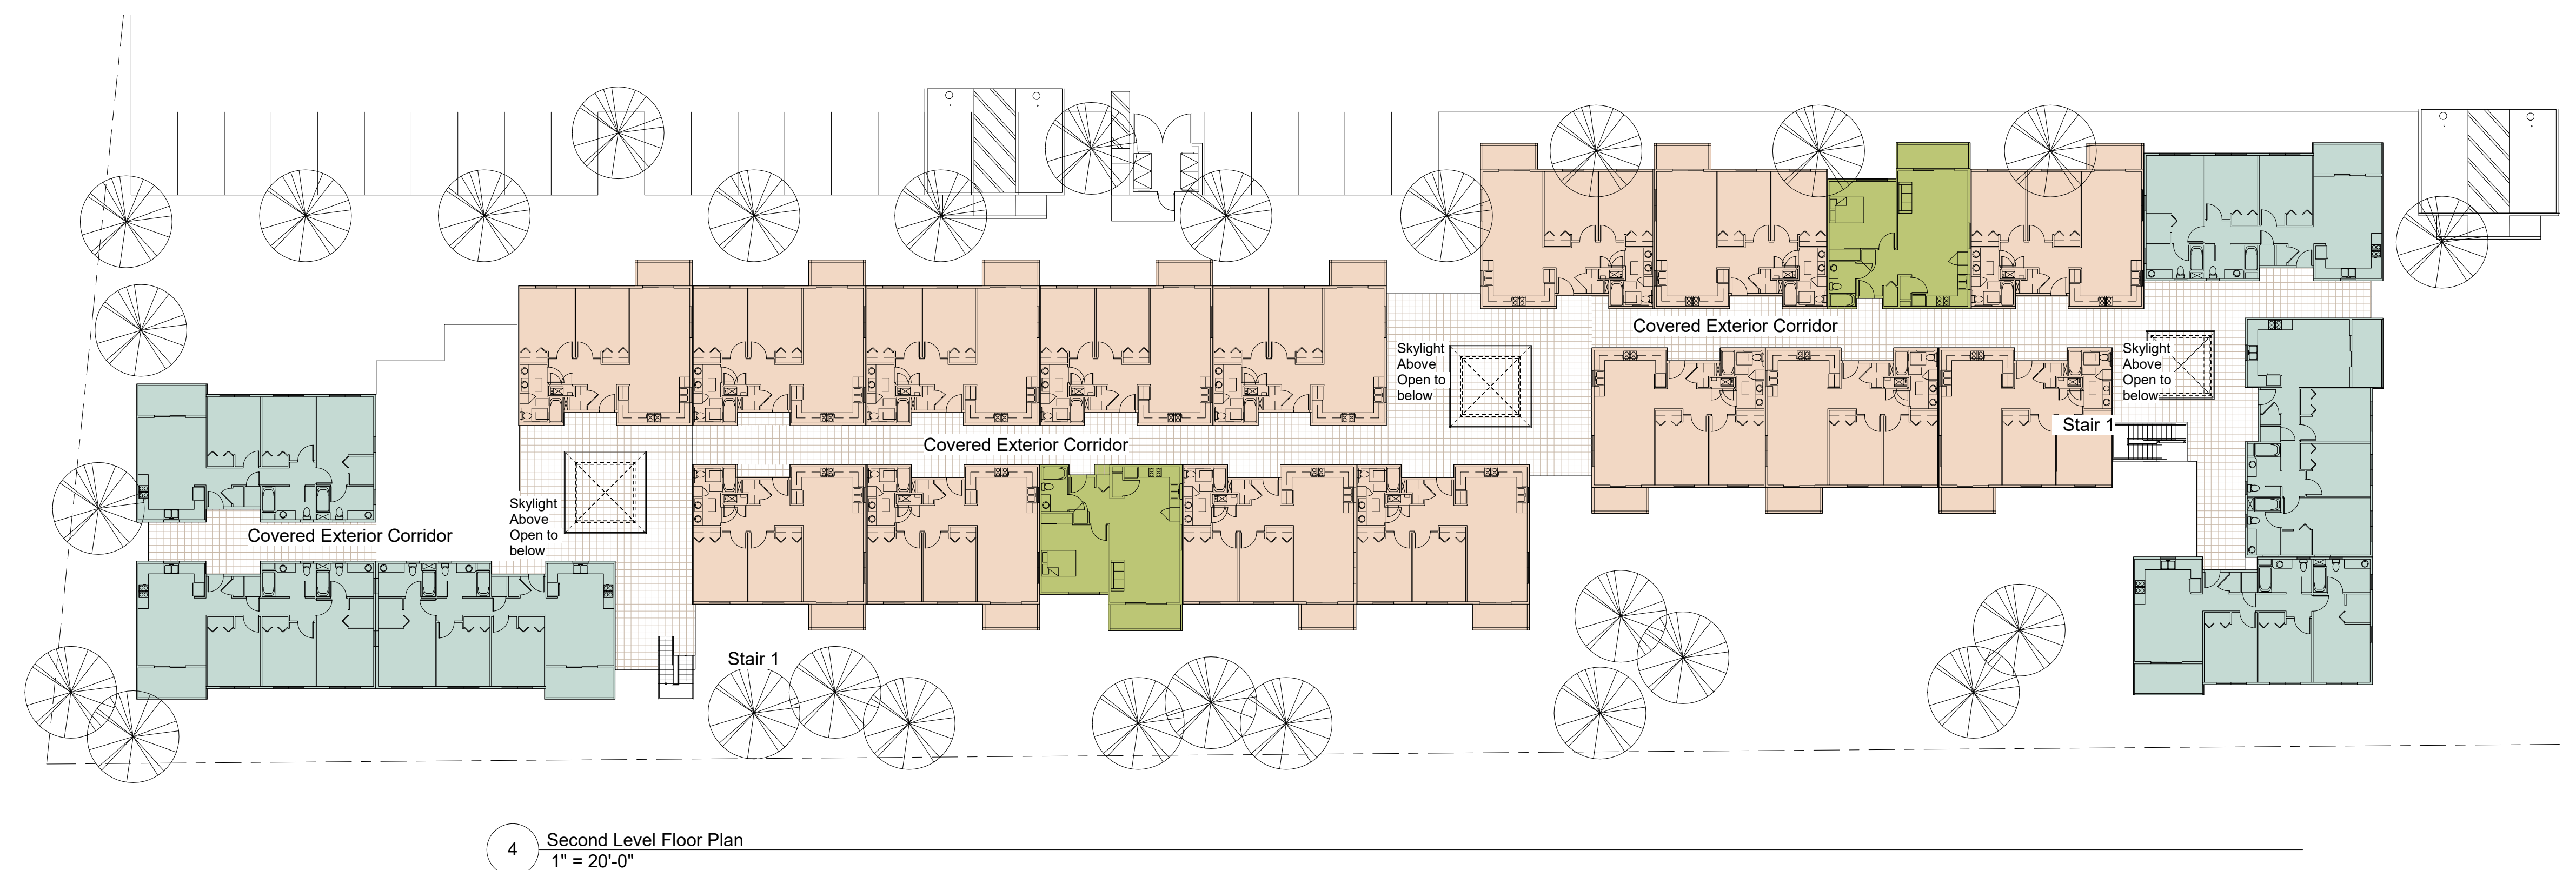 Covered Exterior Corridor
Skylight
Above
Open to
below
Skylight
Above
Open to
below
Stair 1
Covered Exterior Corridor
Skylight
Above
Open to
below
Covered Exterior Corridor
Stair 1
4
Second Level Floor Plan
1" = 20'-0"